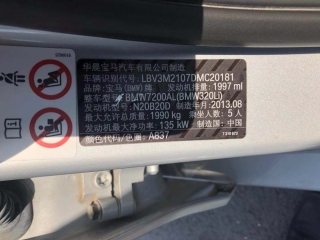 华晨宝马汽车有限公司制造
车辆识别代号: LBV3M2107DMC20181
品牌: 宝马(BMW)牌 发动机排量: 1997 ml
整车型号: BMW7200AL(BMW320Li)
发动机型号: N20B20D 制造年月: 2013.08
最大允许总质量: 1990 kg 乘坐人数: 5人
发动机最大净功率: 135 kW 制造国: 中国
颜色代号/色漆: A837